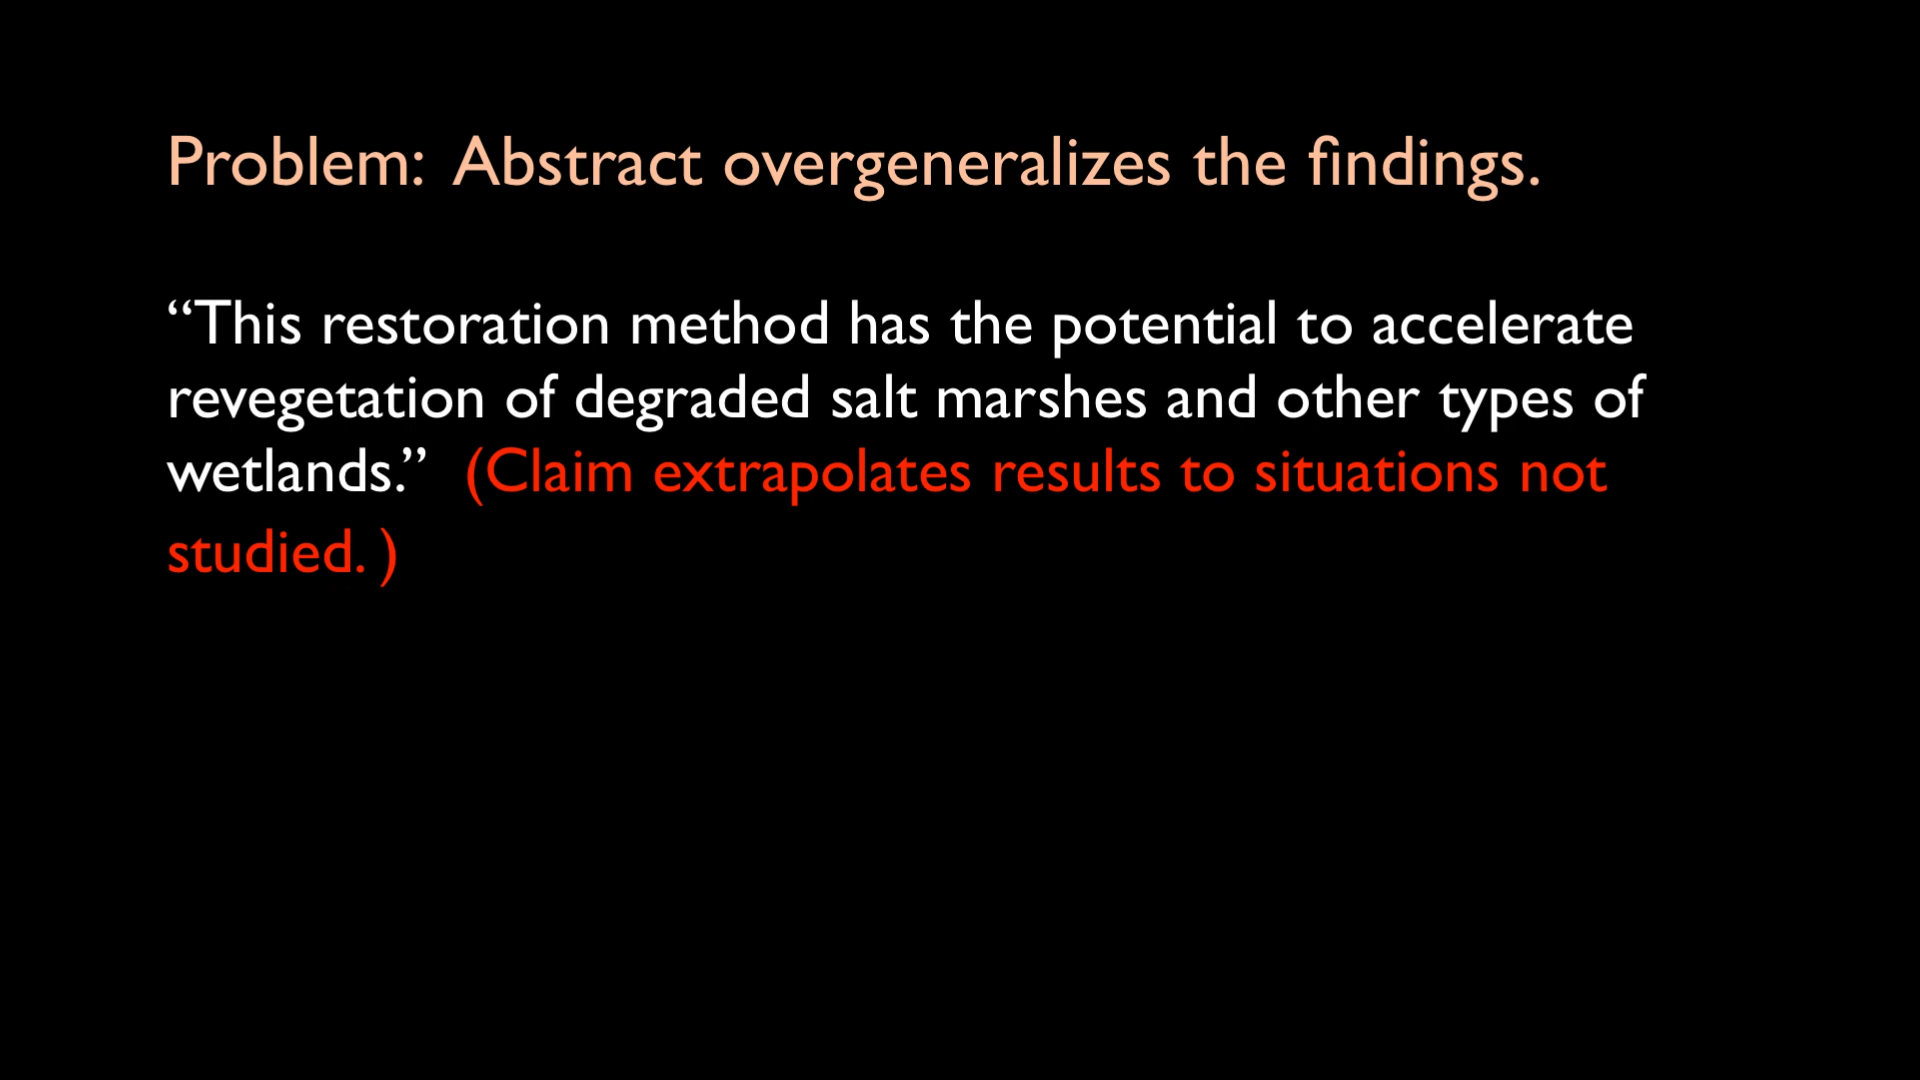 Problem:  Abstract overgeneralizes the findings.
“This restoration method has the potential to accelerate
revegetation of degraded salt marshes and other types of
wetlands.”  (Claim extrapolates results to situations not
studied. )